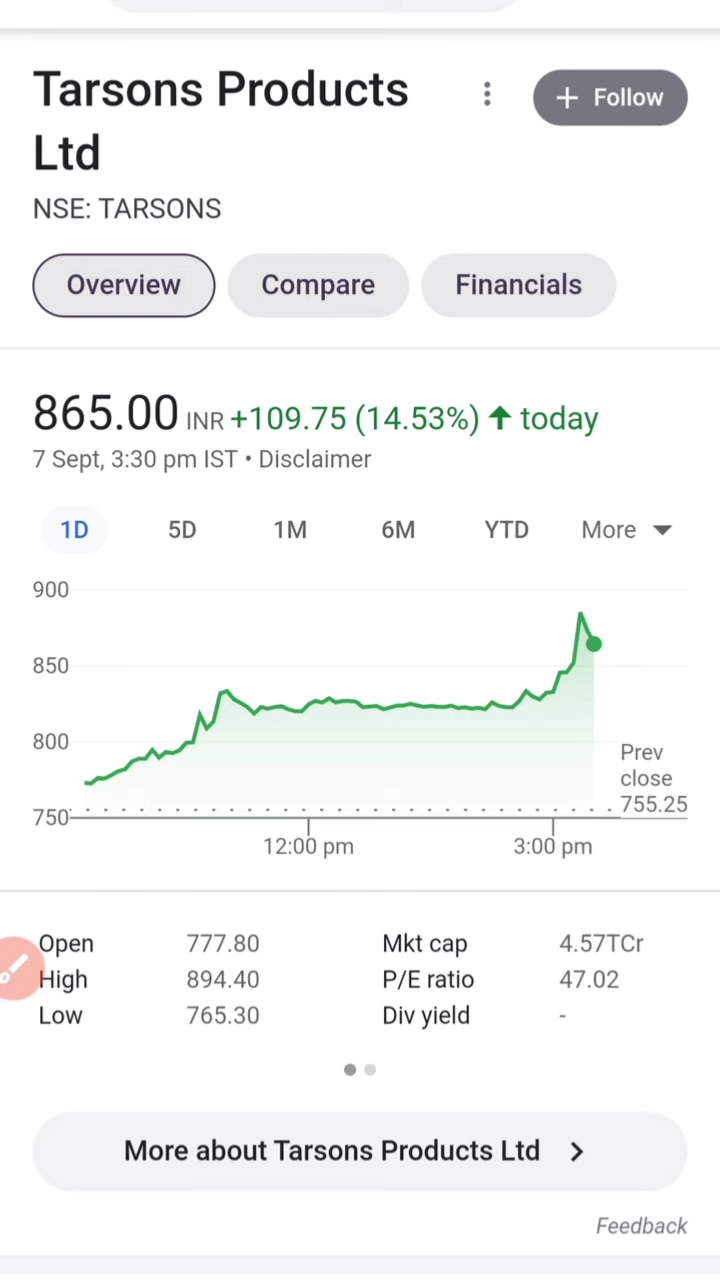 Tarsons Products
Ltd
+ Follow
NSE: TARSONS
Overview
Compare
Financials
865.00 INR +109.75 (14.53%) ↑ today
7 Sept, 3:30 pm IST • Disclaimer
1D 5D 1M 6M YTD More
900
850
800
750
Prev
close
755.25
12:00 pm 3:00 pm
Open 777.80 Mkt cap 4.57TCr
High 894.40 P/E ratio 47.02
Low 765.30 Div yield -
More about Tarsons Products Ltd
Feedback